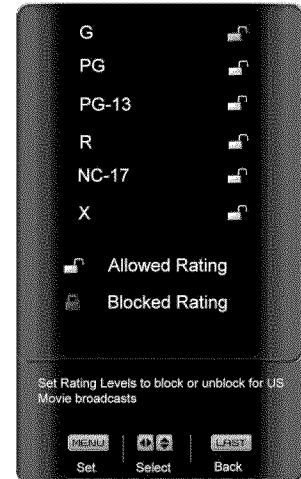 G
PG
PG-13
R
NC-17
X
Allowed Rating
Blocked Rating
Set Rating Levels to block or unblock for US
Movie broadcasts
MENU LAST
Set Select Back